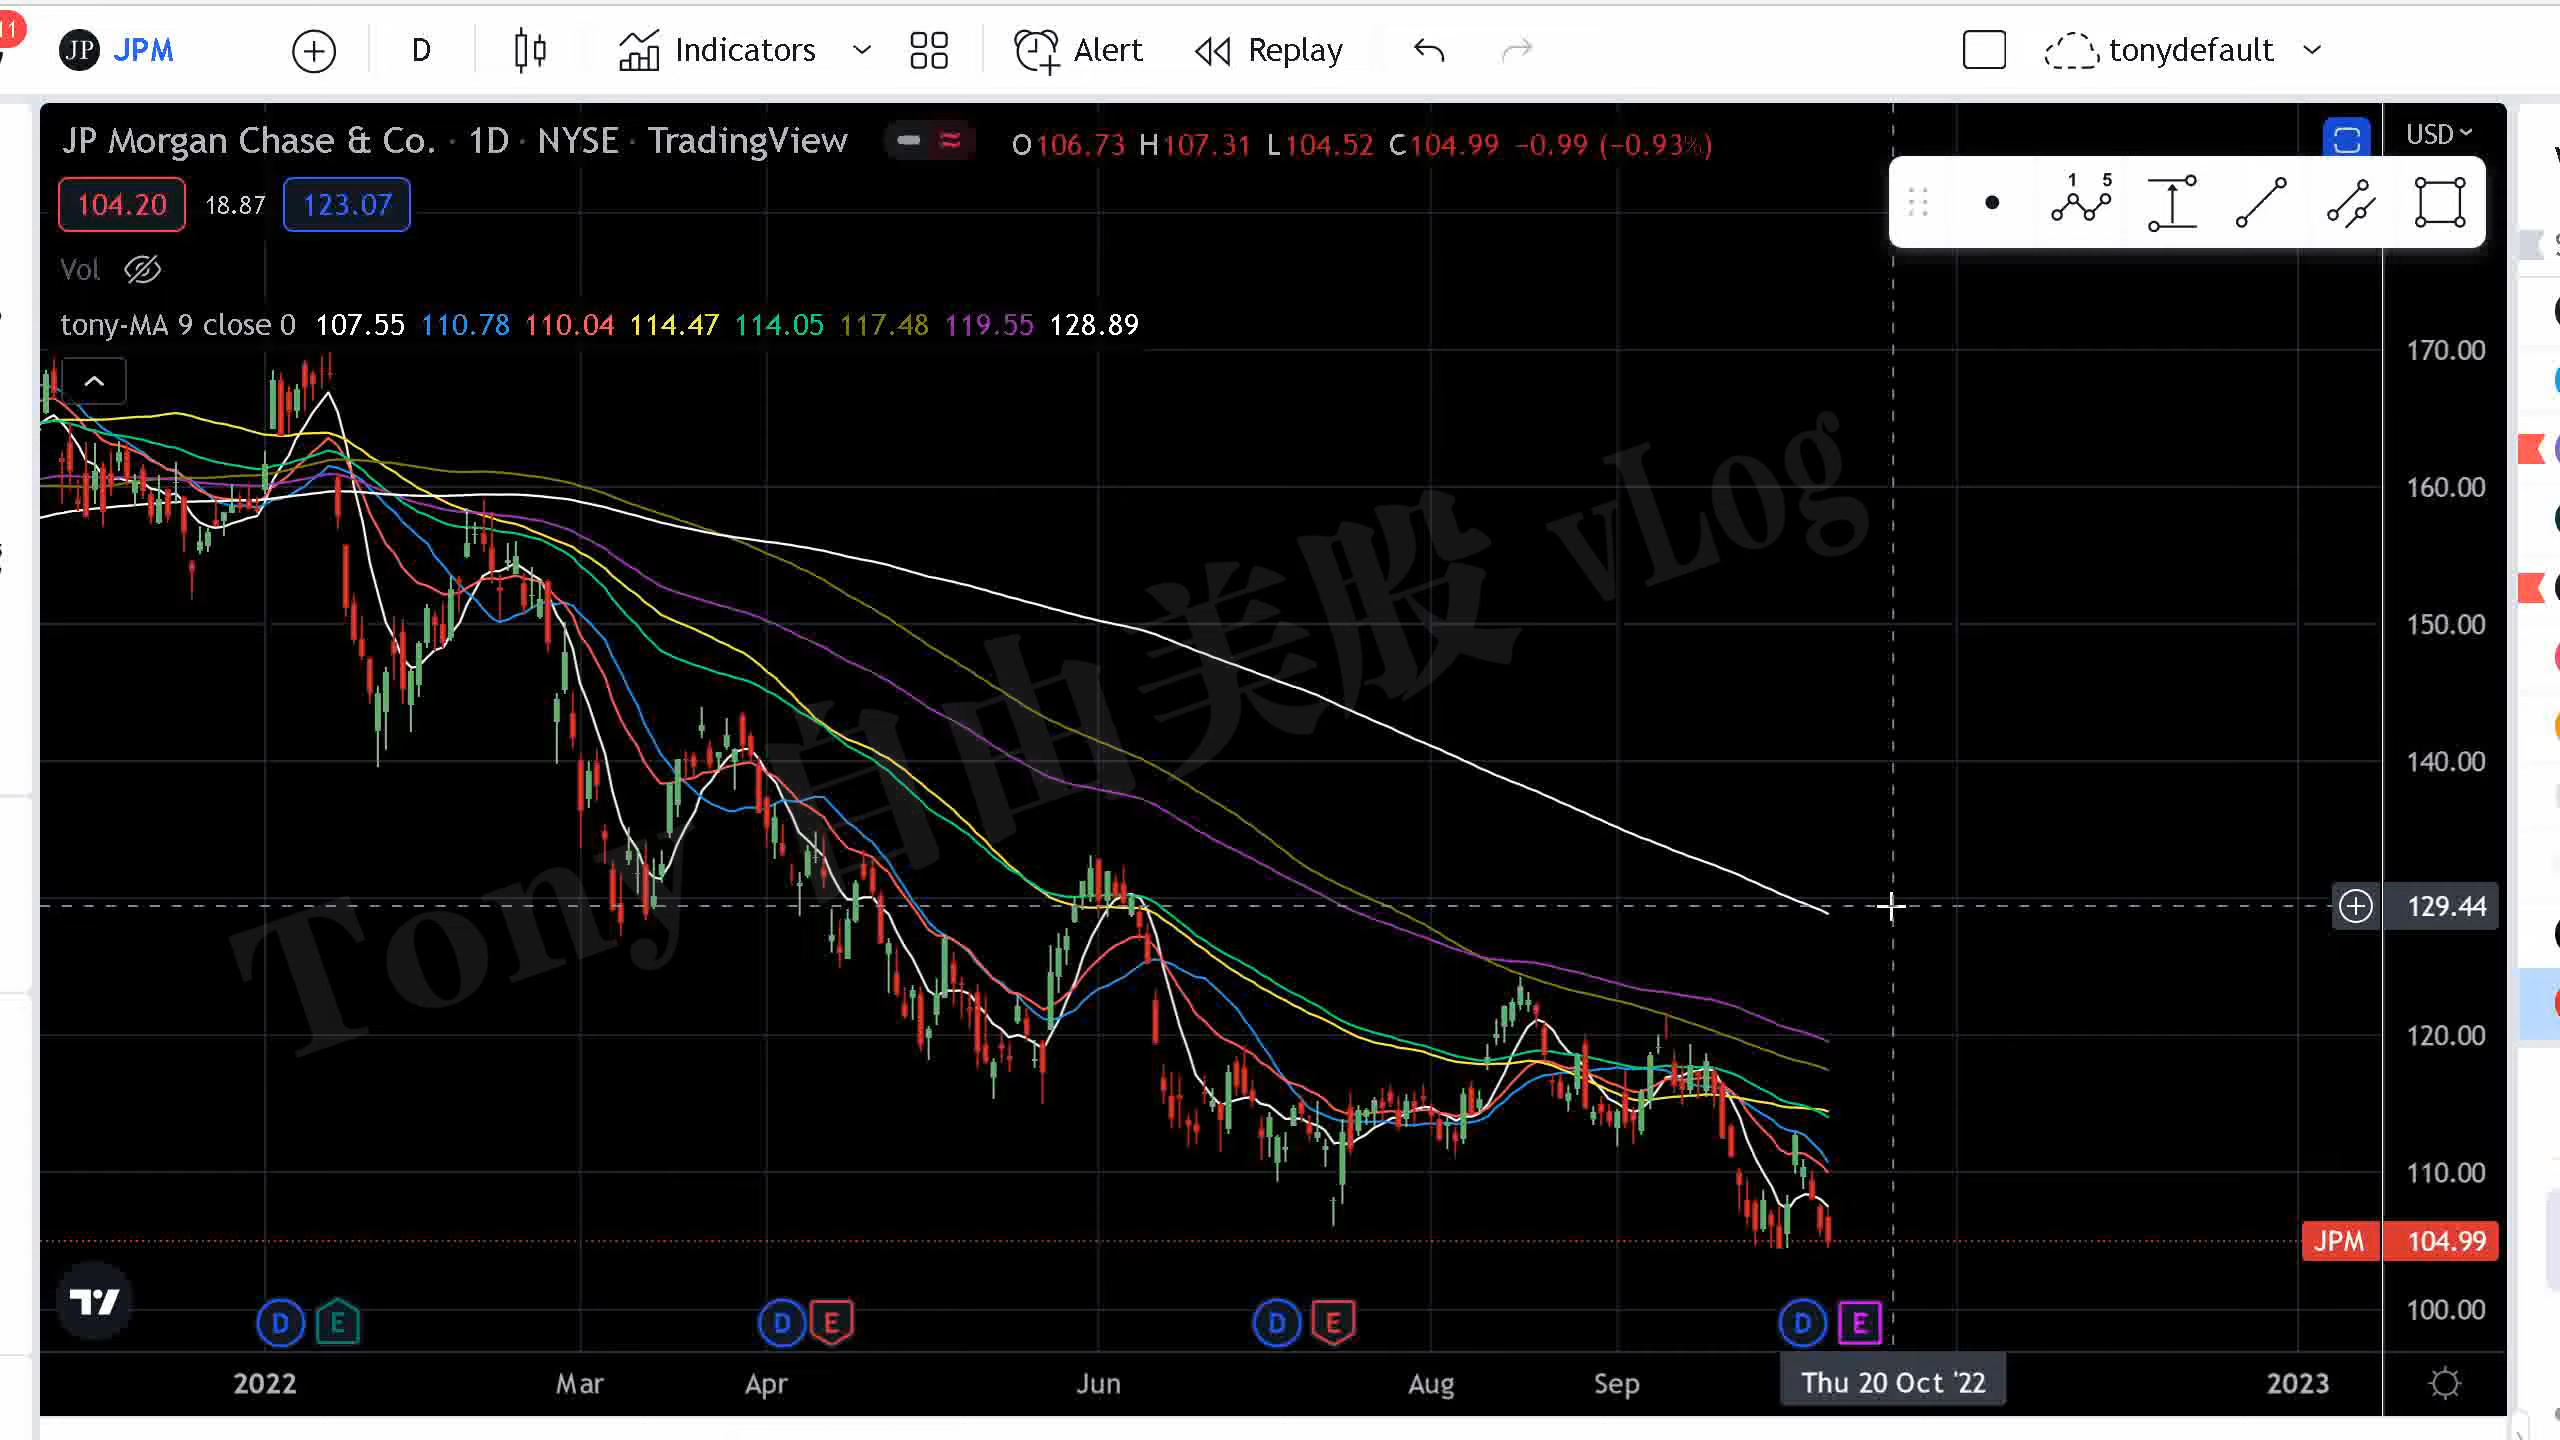 11
JP JPM D Indicators Alert Replay tonydefault
JP Morgan Chase & Co. · 1D · NYSE · TradingView O106.73 H107.31 L104.52 C104.99 −0.99 (−0.93%) USD
104.20 18.87 123.07
1 5
Vol
tony-MA 9 close 0 107.55 110.78 110.04 114.47 114.05 117.48 119.55 128.89
170.00
160.00
150.00
140.00
129.44
120.00
110.00
JPM 104.99
100.00
Tony 自由美股 vLog
D E D E D E D E
2022 Mar Apr Jun Aug Sep Thu 20 Oct '22 2023